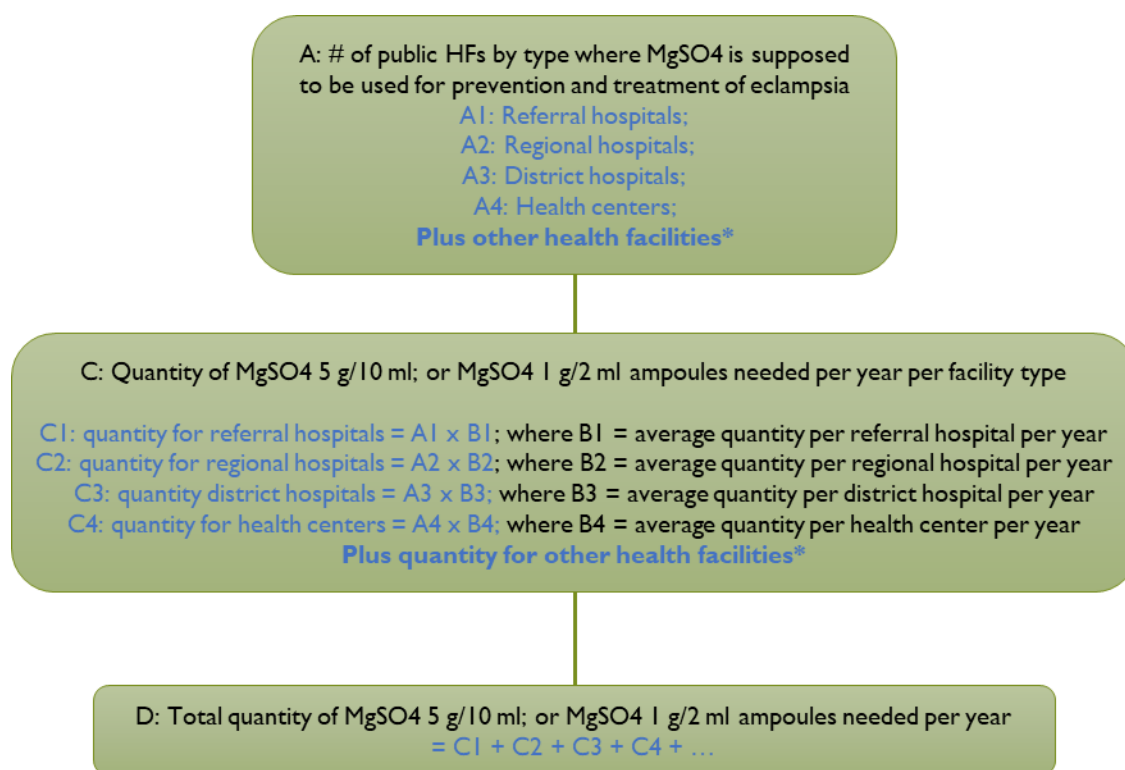 A: # of public HFs by type where MgSO4 is supposed
to be used for prevention and treatment of eclampsia
A1: Referral hospitals;
A2: Regional hospitals;
A3: District hospitals;
A4: Health centers;
Plus other health facilities*
C: Quantity of MgSO4 5 g/10 ml; or MgSO4 1 g/2 ml ampoules needed per year per facility type
C1: quantity for referral hospitals = A1 x B1; where B1 = average quantity per referral hospital per year
C2: quantity for regional hospitals = A2 x B2; where B2 = average quantity per regional hospital per year
C3: quantity district hospitals = A3 x B3; where B3 = average quantity per district hospital per year
C4: quantity for health centers = A4 x B4; where B4 = average quantity per health center per year
Plus quantity for other health facilities*
D: Total quantity of MgSO4 5 g/10 ml; or MgSO4 1 g/2 ml ampoules needed per year
= C1 + C2 + C3 + C4 + …